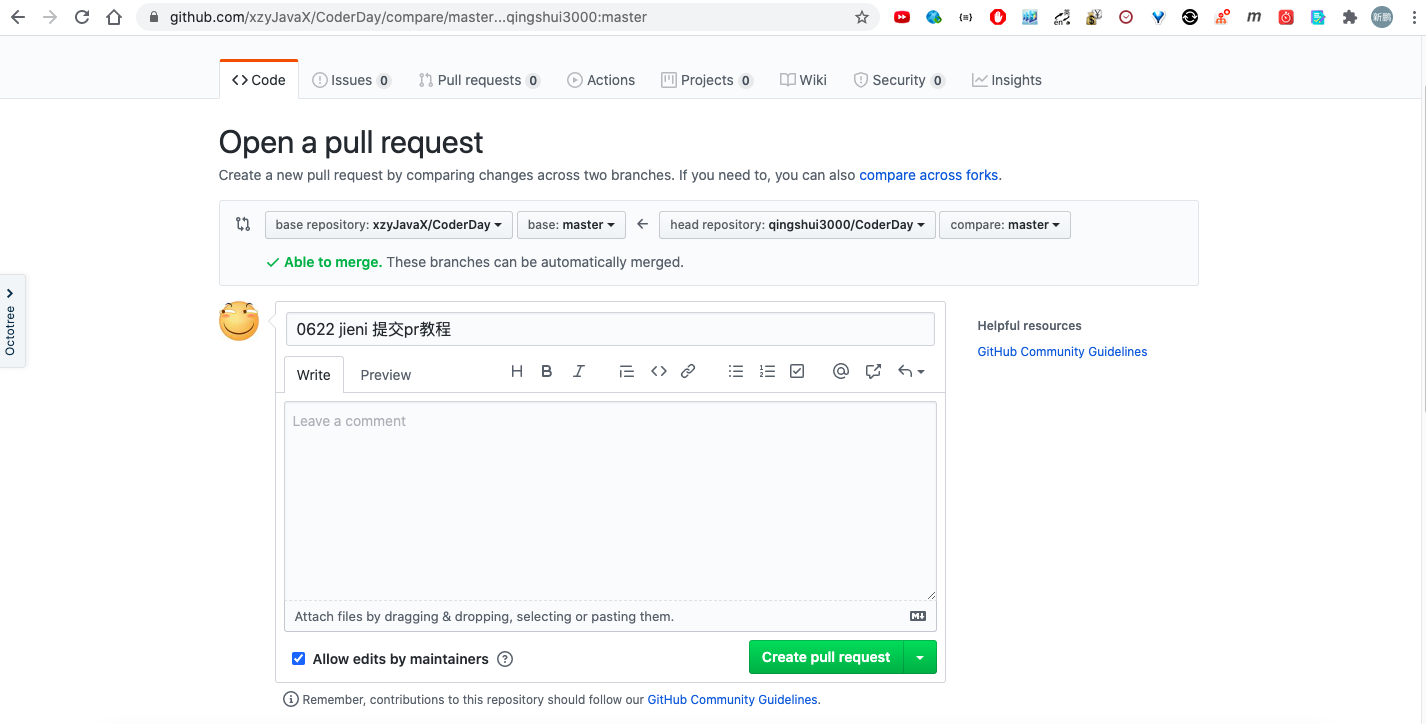 github.com/xzyJavaX/CoderDay/compare/master...qingshui3000:master
新鹏
Code Issues 0 Pull requests 0 Actions Projects 0 Wiki Security 0 Insights
Open a pull request
Create a new pull request by comparing changes across two branches. If you need to, you can also compare across forks.
base repository: xzyJavaX/CoderDay base: master head repository: qingshui3000/CoderDay compare: master
Able to merge. These branches can be automatically merged.
Octotree
0622 jieni 提交pr教程
Helpful resources
GitHub Community Guidelines
Write Preview H B I
Leave a comment
Attach files by dragging & dropping, selecting or pasting them.
Allow edits by maintainers
Create pull request
Remember, contributions to this repository should follow our GitHub Community Guidelines.